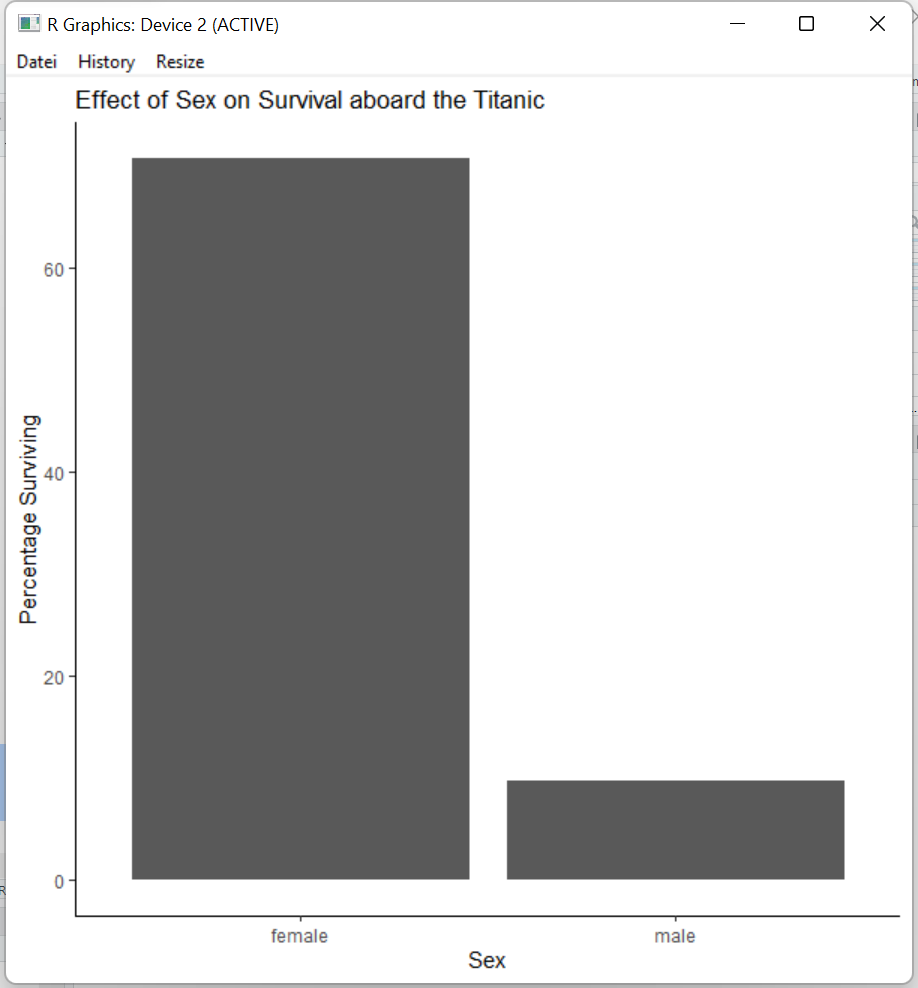 R Graphics: Device 2 (ACTIVE)
Datei History Resize
Effect of Sex on Survival aboard the Titanic
Percentage Surviving
60
40
20
0
female male
Sex